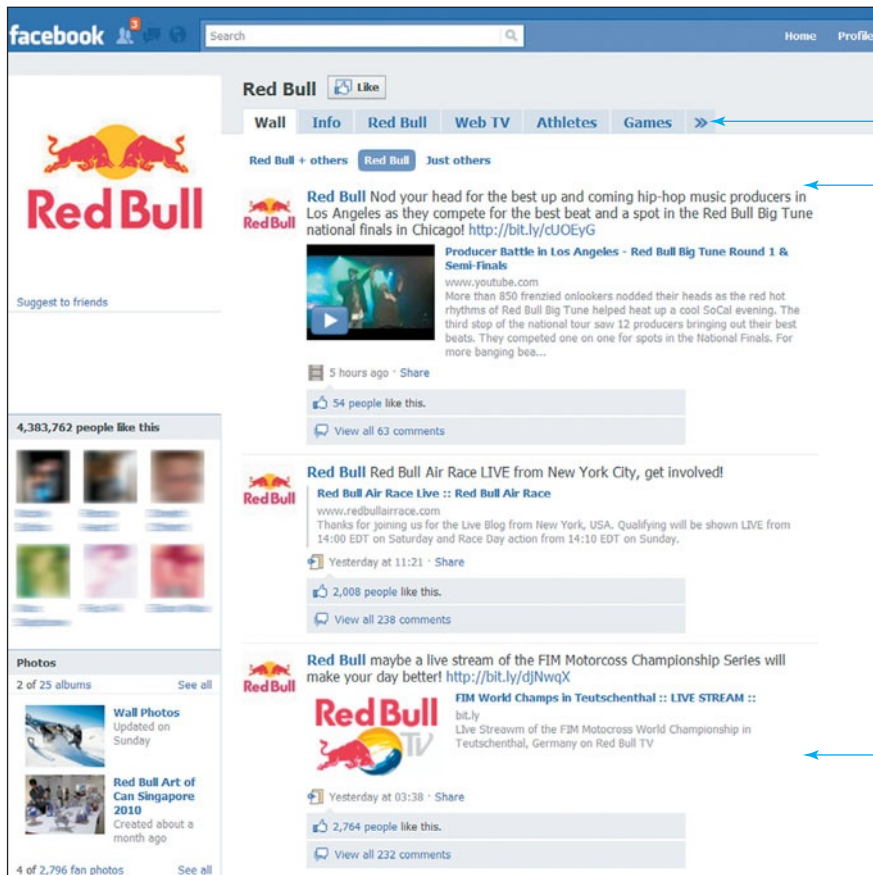 facebook
3
Search
Home Profile
Red Bull Like
Wall Info Red Bull Web TV Athletes Games »
Red Bull + others Red Bull Just others
Red Bull
Suggest to friends
4,383,762 people like this
Photos
2 of 25 albums See all
Wall Photos
Updated on
Sunday
Red Bull Art of
Can Singapore
2010
Created about a
month ago
4 of 2,796 fan photos See all
Red Bull
Red Bull Nod your head for the best up and coming hip-hop music producers in
Los Angeles as they compete for the best beat and a spot in the Red Bull Big Tune
national finals in Chicago! http://bit.ly/cUOEyG
Producer Battle in Los Angeles - Red Bull Big Tune Round 1 &
Semi-Finals
www.youtube.com
More than 850 frenzied onlookers nodded their heads as the red hot
rhythms of Red Bull Big Tune helped heat up a cool SoCal evening. The
third stop of the national tour saw 12 producers bringing out their best
beats. They competed one on one for spots in the National Finals. For
more banging bea...
5 hours ago · Share
54 people like this.
View all 63 comments
Red Bull
Red Bull Red Bull Air Race LIVE from New York City, get involved!
Red Bull Air Race Live :: Red Bull Air Race
www.redbullairrace.com
Thanks for joining us for the Live Blog from New York, USA. Qualifying will be shown LIVE from
14:00 EDT on Saturday and Race Day action from 14:10 EDT on Sunday.
Yesterday at 11:21 · Share
2,008 people like this.
View all 238 comments
Red Bull
Red Bull maybe a live stream of the FIM Motorcoss Championship Series will
make your day better! http://bit.ly/djNwqX
Red Bull
TV
FIM World Champs in Teutschenthal :: LIVE STREAM ::
bit.ly
LIve Streawm of the FIM Motocross World Championship in
Teutschenthal, Germany on Red Bull TV
Yesterday at 03:38 · Share
2,764 people like this.
View all 232 comments